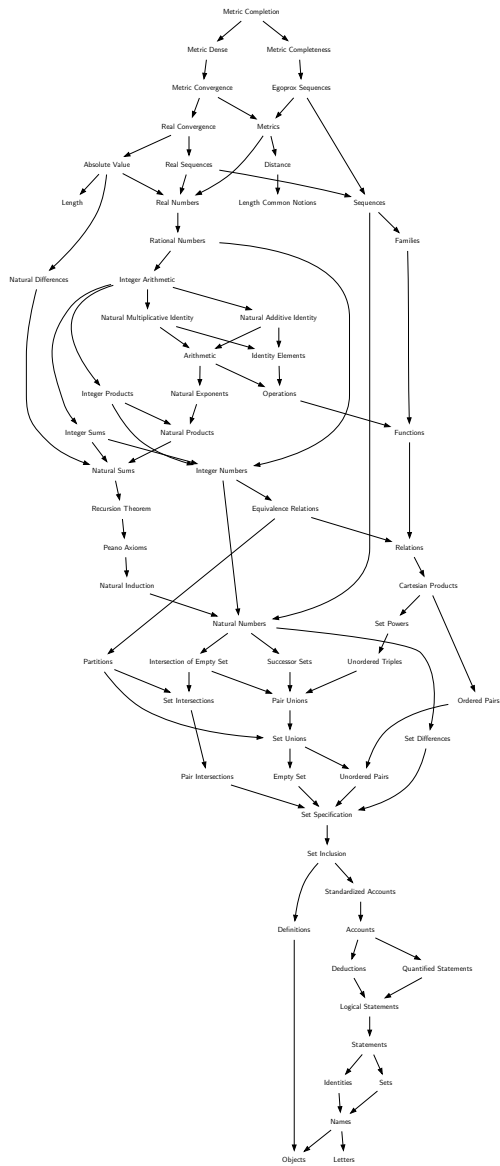 Metric Completion
Metric Dense
Metric Completeness
Metric Convergence
Egoprox Sequences
Real Convergence
Metrics
Absolute Value
Real Sequences
Distance
Length
Real Numbers
Length Common Notions
Sequences
Rational Numbers
Families
Natural Differences
Integer Arithmetic
Natural Multiplicative Identity
Natural Additive Identity
Arithmetic
Identity Elements
Integer Products
Natural Exponents
Operations
Integer Sums
Natural Products
Functions
Natural Sums
Integer Numbers
Recursion Theorem
Equivalence Relations
Peano Axioms
Relations
Natural Induction
Cartesian Products
Natural Numbers
Set Powers
Partitions
Intersection of Empty Set
Successor Sets
Unordered Triples
Set Intersections
Pair Unions
Ordered Pairs
Set Unions
Set Differences
Pair Intersections
Empty Set
Unordered Pairs
Set Specification
Set Inclusion
Standardized Accounts
Definitions
Accounts
Deductions
Quantified Statements
Logical Statements
Statements
Identities
Sets
Names
Objects
Letters